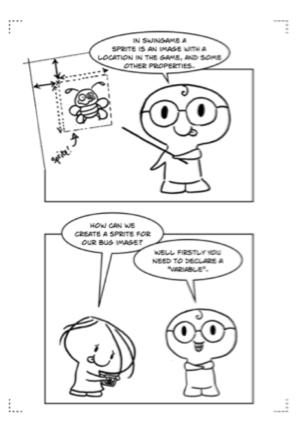 IN SWINGAME A
SPRITE IS AN IMAGE WITH A
LOCATION IN THE GAME, AND SOME
OTHER PROPERTIES.
Sprite!
HOW CAN WE
CREATE A SPRITE FOR
OUR BUG IMAGE?
WELL FIRSTLY YOU
NEED TO DECLARE A
"VARIABLE".